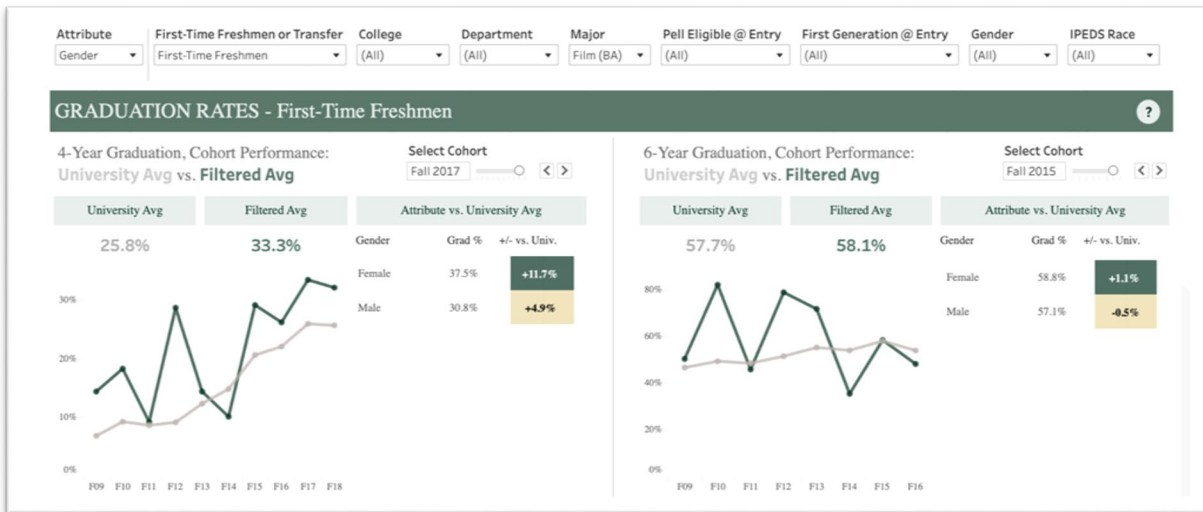 Attribute First-Time Freshmen or Transfer College Department Major Pell Eligible @ Entry First Generation @ Entry Gender IPEDS Race
Gender First-Time Freshmen (All) (All) Film (BA) (All) (All) (All) (All)
GRADUATION RATES - First-Time Freshmen ?
4-Year Graduation, Cohort Performance:
University Avg vs. Filtered Avg
Select Cohort
Fall 2017 < >
University Avg Filtered Avg Attribute vs. University Avg
25.8% 33.3%
Gender Grad % +/- vs. Univ.
Female 37.5% +11.7%
Male 30.8% +4.9%
30%
20%
10%
0%
F09 F10 F11 F12 F13 F14 F15 F16 F17 F18
6-Year Graduation, Cohort Performance:
University Avg vs. Filtered Avg
Select Cohort
Fall 2015 < >
University Avg Filtered Avg Attribute vs. University Avg
57.7% 58.1%
Gender Grad % +/- vs. Univ.
Female 58.8% +1.1%
Male 57.1% -0.5%
80%
60%
40%
20%
0%
F09 F10 F11 F12 F13 F14 F15 F16